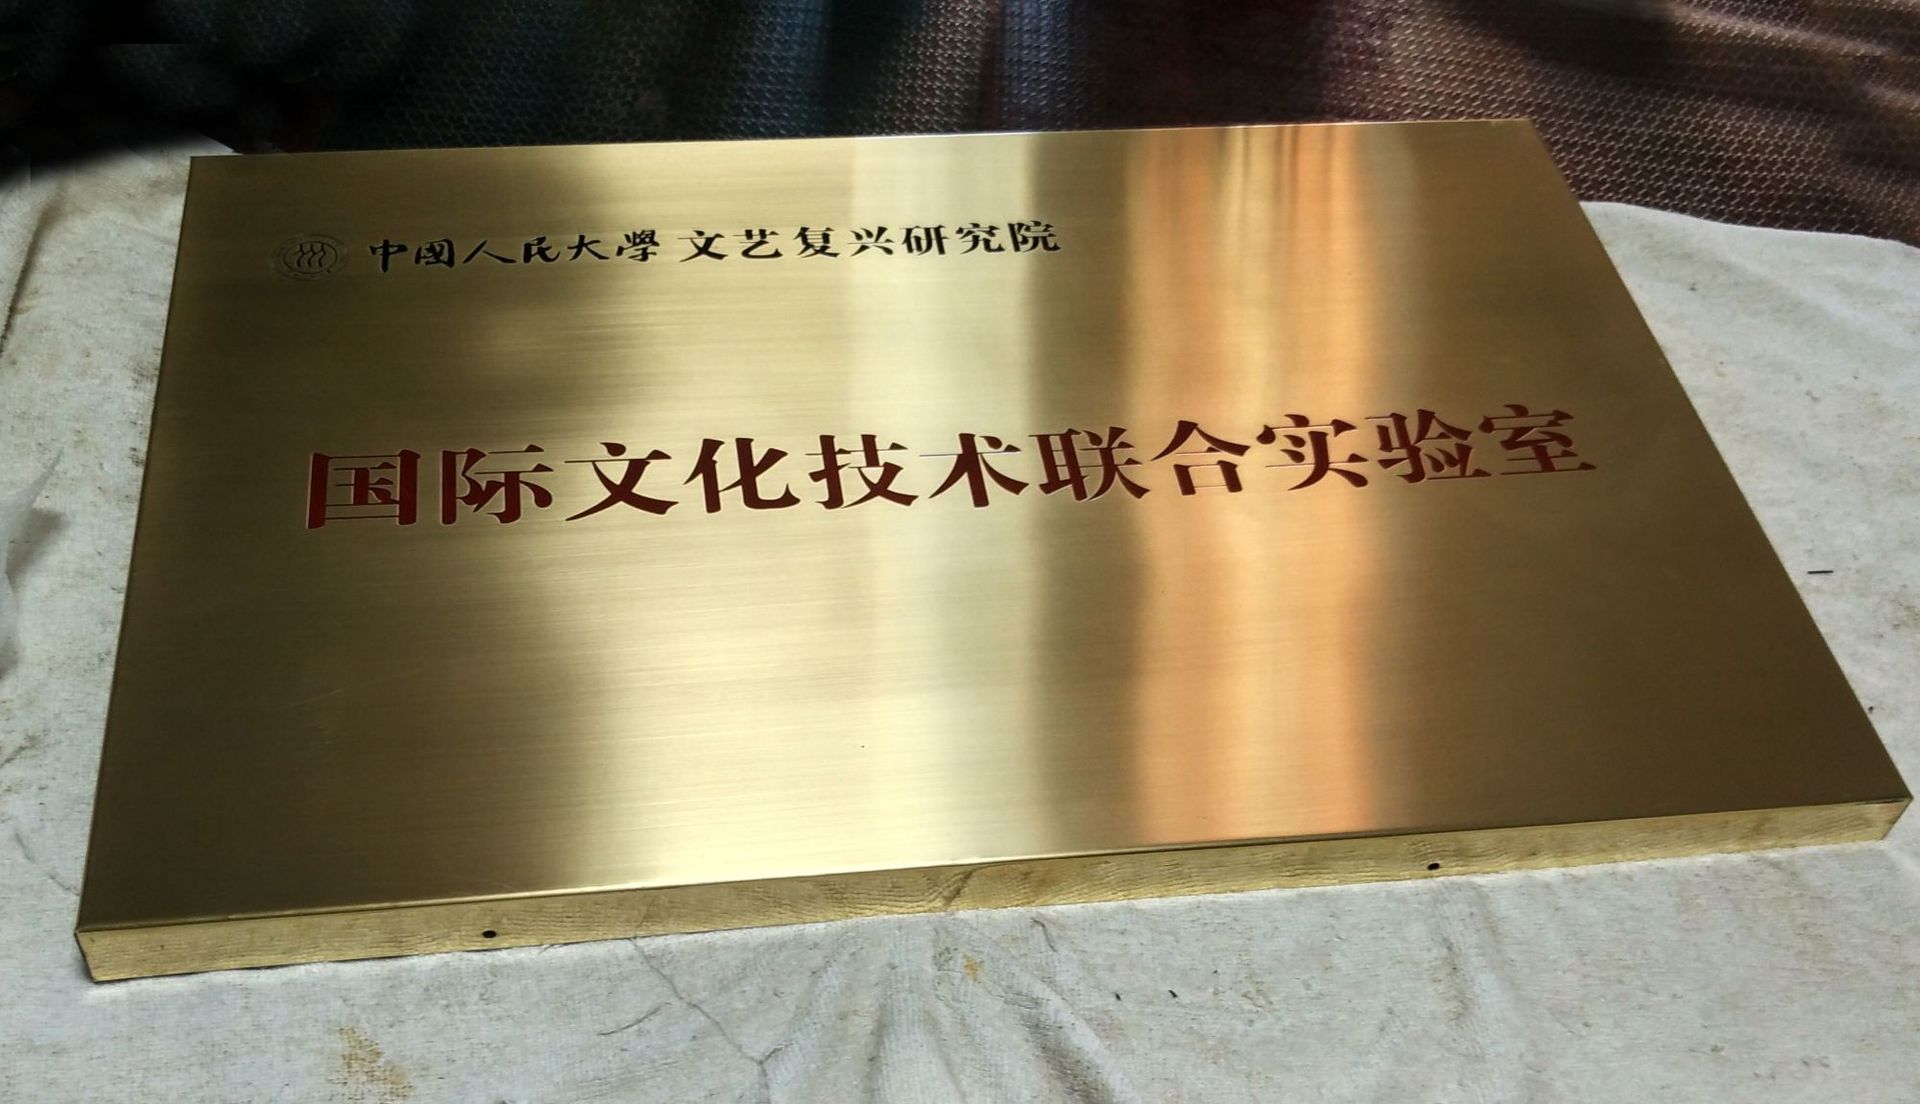 中國人民大學 文艺复兴研究院
国际文化技术联合实验室